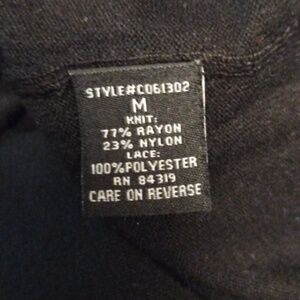 STYLE#C061302
M
KNIT:
77% RAYON
23% NYLON
LACE:
100%POLYESTER
RN 84319
CARE ON REVERSE